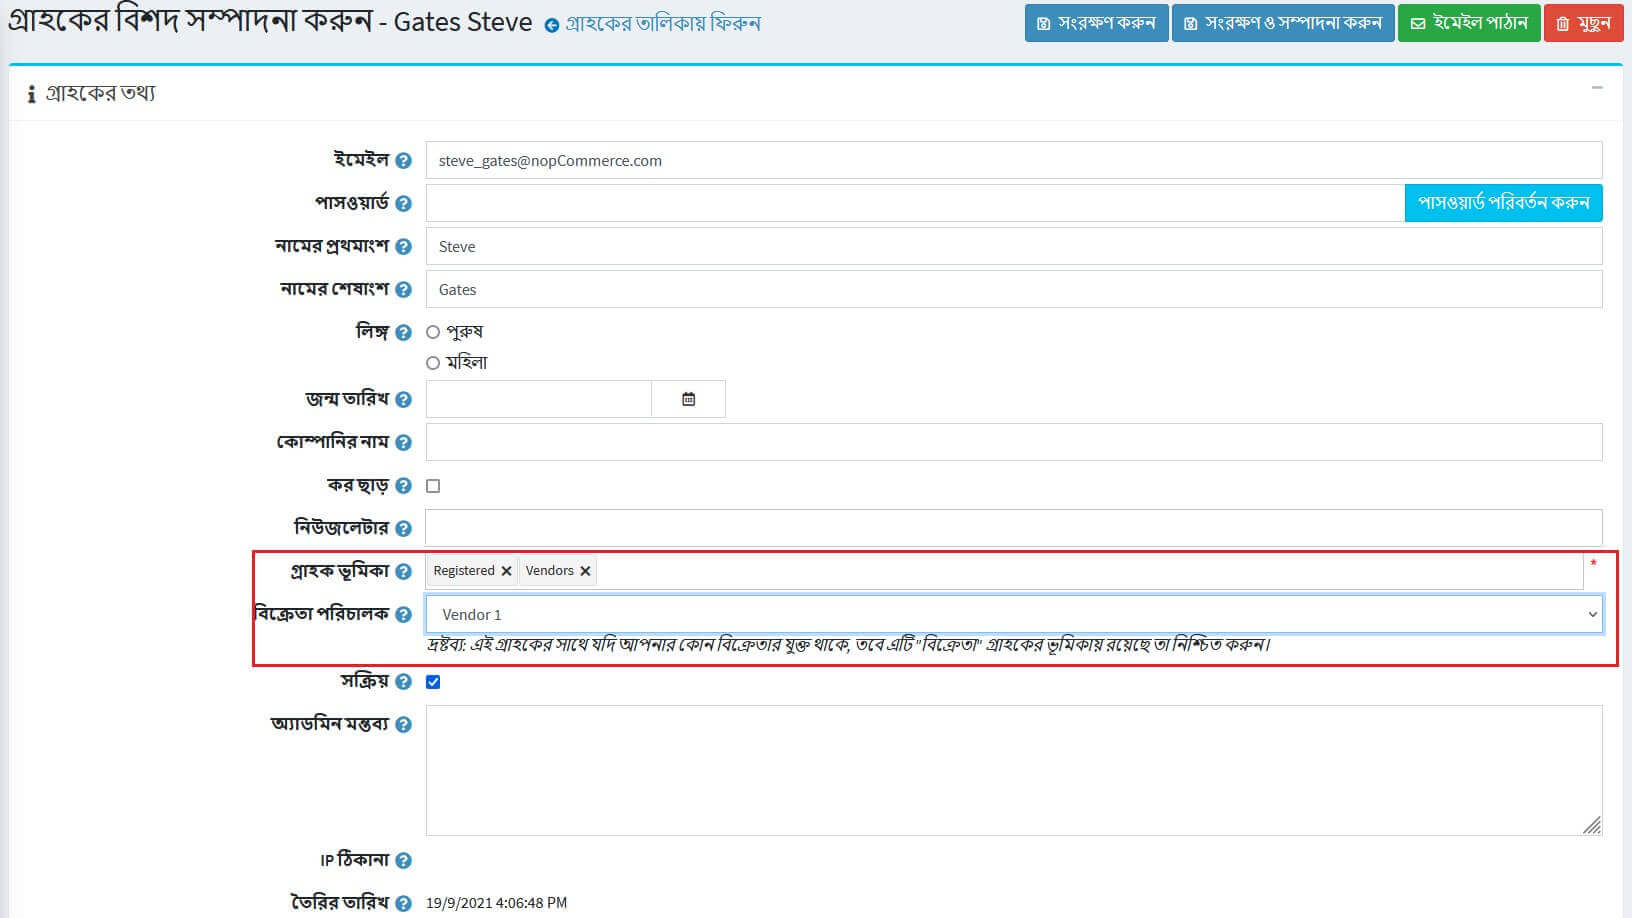 গ্রাহকের বিশদ সম্পাদনা করুন - Gates Steve গ্রাহকের তালিকায় ফিরুন সংরক্ষণ করুন সংরক্ষণ ও সম্পাদনা করুন ইমেইল পাঠান মুছুন
গ্রাহকের তথ্য
ইমেইল steve_gates@nopCommerce.com
পাসওয়ার্ড পাসওয়ার্ড পরিবর্তন করুন
নামের প্রথমাংশ Steve
নামের শেষাংশ Gates
লিঙ্গ পুরুষ
মহিলা
জন্ম তারিখ
কোম্পানির নাম
কর ছাড়
নিউজলেটার
গ্রাহক ভূমিকা Registered Vendors *
বিক্রেতা পরিচালক Vendor 1
দ্রষ্টব্য: এই গ্রাহকের সাথে যদি আপনার কোন বিক্রেতার যুক্ত থাকে, তবে এটি "বিক্রেতা" গ্রাহকের ভূমিকায় রয়েছে তা নিশ্চিত করুন।
সক্রিয়
অ্যাডমিন মন্তব্য
IP ঠিকানা
তৈরির তারিখ 19/9/2021 4:06:48 PM